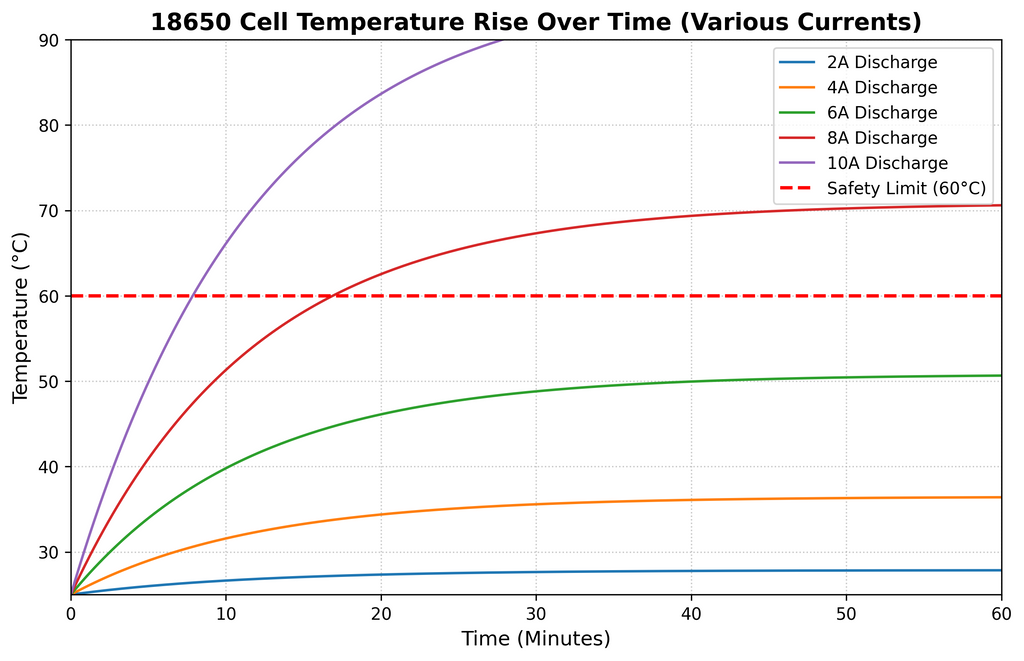 18650 Cell Temperature Rise Over Time (Various Currents)
90
80
70
60
50
40
30
Temperature (°C)
2A Discharge
4A Discharge
6A Discharge
8A Discharge
10A Discharge
Safety Limit (60°C)
0 10 20 30 40 50 60
Time (Minutes)